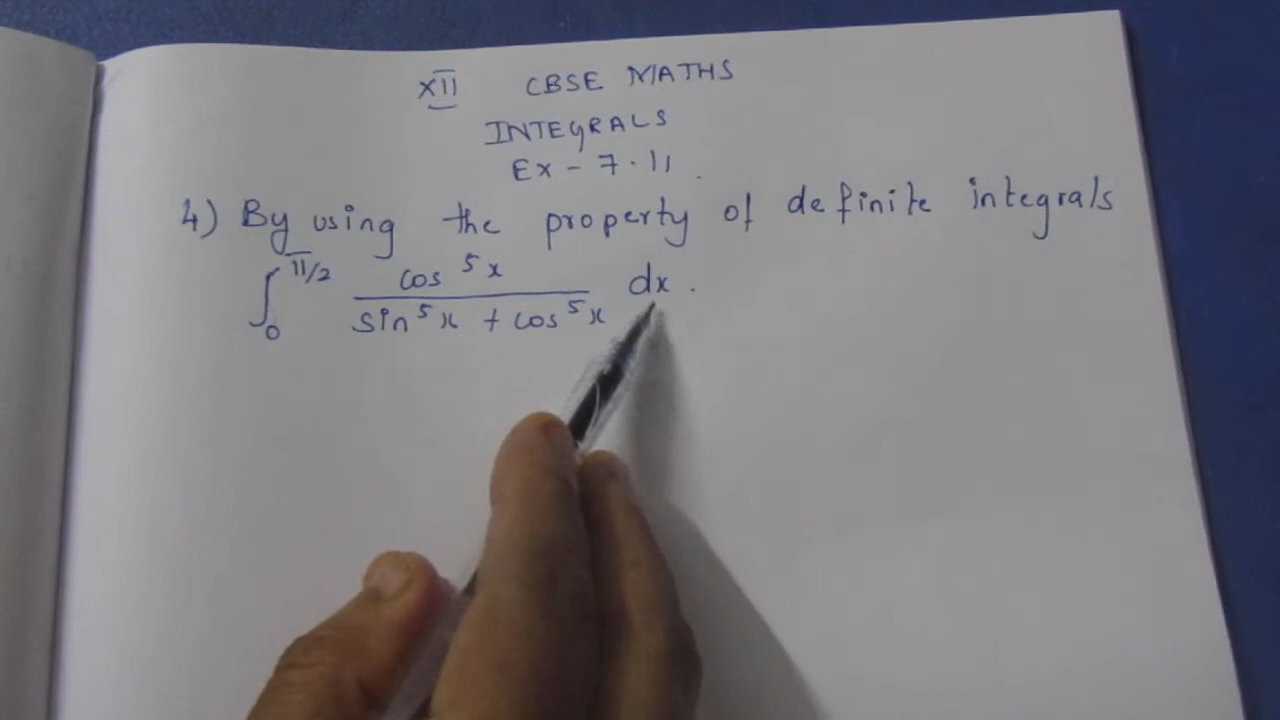 XII CBSE MATHS
INTEGRALS
Ex - 7.11.
4) By using the property of definite integrals
∫₀^π/2 cos⁵x / sin⁵x + cos⁵x dx.